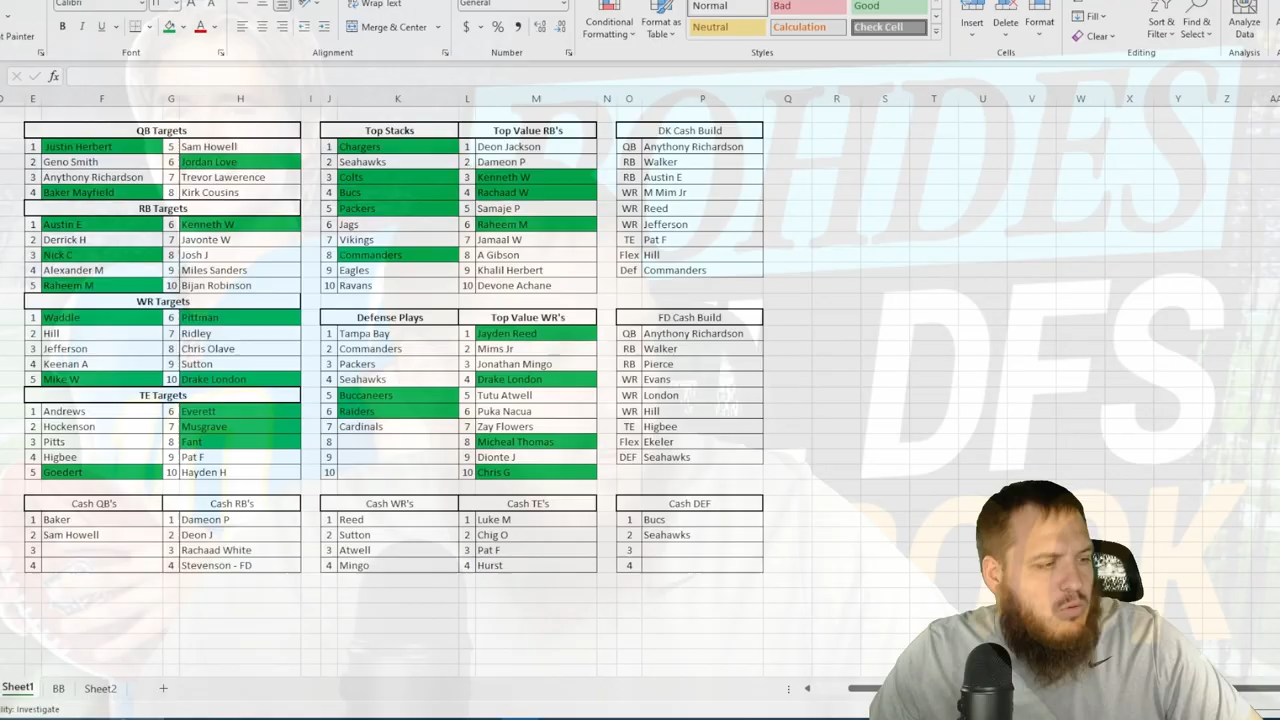 Calibri
11
A
A
Wrap Text
General
Normal
Bad
Good
at Painter
B
I
U
A
Merge & Center
$
%
Conditional
Formatting
Format as
Table
Neutral
Calculation
Check Cell
Insert
Delete
Format
Fill
Clear
Sort &
Filter
Find &
Select
Analyze
Data
Font
Alignment
Number
Styles
Cells
Editing
Analysis
fx
E F G H I J K L M N O P Q R S T U V W X Y Z AA
QB Targets
1 Justin Herbert 5 Sam Howell
2 Geno Smith 6 Jordan Love
3 Anythony Richardson 7 Trevor Lawerence
4 Baker Mayfield 8 Kirk Cousins
RB Targets
1 Austin E 6 Kenneth W
2 Derrick H 7 Javonte W
3 Nick C 8 Josh J
4 Alexander M 9 Miles Sanders
5 Raheem M 10 Bijan Robinson
WR Targets
1 Waddle 6 Pittman
2 Hill 7 Ridley
3 Jefferson 8 Chris Olave
4 Keenan A 9 Sutton
5 Mike W 10 Drake London
TE Targets
1 Andrews 6 Everett
2 Hockenson 7 Musgrave
3 Pitts 8 Fant
4 Higbee 9 Pat F
5 Goedert 10 Hayden H
Top Stacks Top Value RB's
1 Chargers 1 Deon Jackson
2 Seahawks 2 Dameon P
3 Colts 3 Kenneth W
4 Bucs 4 Rachaad W
5 Packers 5 Samaje P
6 Jags 6 Raheem M
7 Vikings 7 Jamaal W
8 Commanders 8 A Gibson
9 Eagles 9 Khalil Herbert
10 Ravans 10 Devone Achane
Defense Plays Top Value WR's
1 Tampa Bay 1 Jayden Reed
2 Commanders 2 Mims Jr
3 Packers 3 Jonathan Mingo
4 Seahawks 4 Drake London
5 Buccaneers 5 Tutu Atwell
6 Raiders 6 Puka Nacua
7 Cardinals 7 Zay Flowers
8 8 Micheal Thomas
9 9 Dionte J
10 10 Chris G
DK Cash Build
QB Anythony Richardson
RB Walker
RB Austin E
WR M Mim Jr
WR Reed
WR Jefferson
TE Pat F
Flex Hill
Def Commanders
FD Cash Build
QB Anythony Richardson
RB Walker
RB Pierce
WR Evans
WR London
WR Hill
TE Higbee
Flex Ekeler
DEF Seahawks
Cash QB's Cash RB's
1 Baker 1 Dameon P
2 Sam Howell 2 Deon J
3 3 Rachaad White
4 4 Stevenson - FD
Cash WR's Cash TE's
1 Reed 1 Luke M
2 Sutton 2 Chig O
3 Atwell 3 Pat F
4 Mingo 4 Hurst
Cash DEF
1 Bucs
2 Seahawks
3
4
DFS
Sheet1
BB
Sheet2
+
lity: Investigate